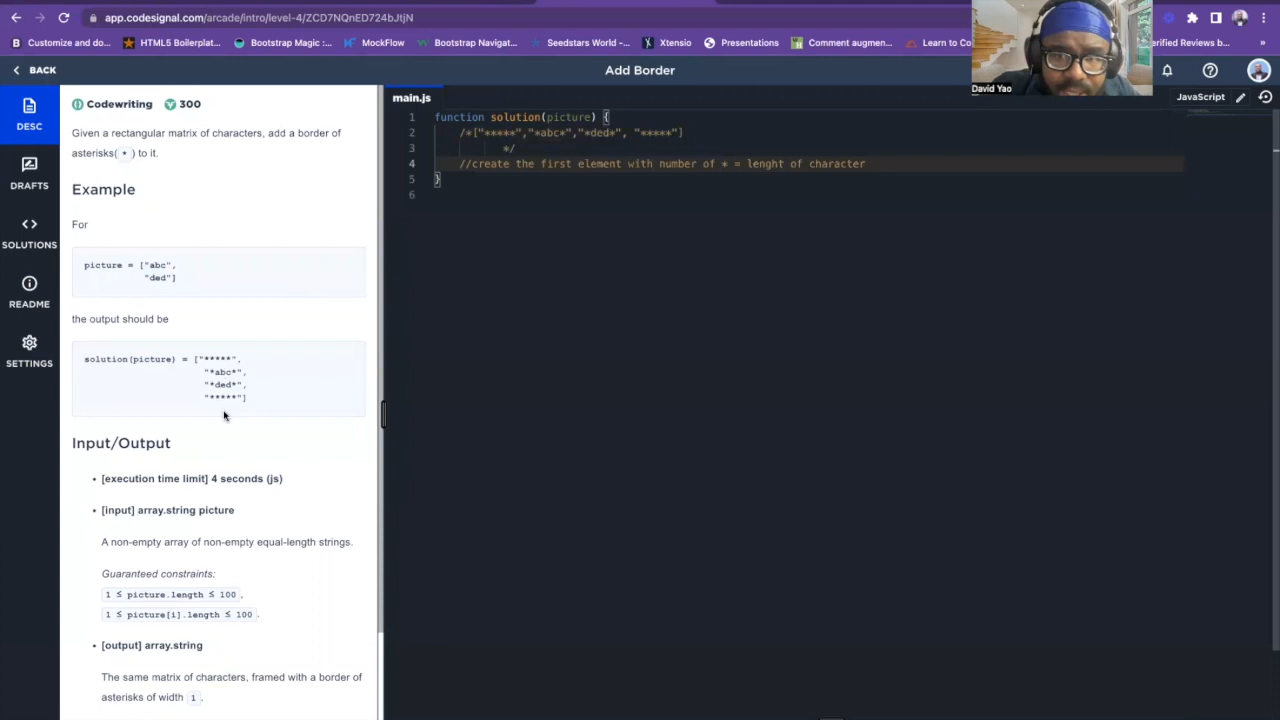 app.codesignal.com/arcade/intro/level-4/ZCD7NQnED724bJtjN
Customize and do...
HTML5 Boilerplat...
Bootstrap Magic :...
MockFlow
Bootstrap Navigat...
Seedstars World -...
Xtensio
Presentations
Comment augmen...
Learn to Co
erified Reviews b...
»
BACK
Add Border
David Yao
DESC
DRAFTS
SOLUTIONS
README
SETTINGS
Codewriting
300
Given a rectangular matrix of characters, add a border of
asterisks( * ) to it.
Example
For
picture = ["abc",
"ded"]
the output should be
solution(picture) = ["*****",
"*abc*",
"*ded*",
"*****"]
Input/Output
• [execution time limit] 4 seconds (js)
• [input] array.string picture
A non-empty array of non-empty equal-length strings.
Guaranteed constraints:
1 ≤ picture.length ≤ 100,
1 ≤ picture[i].length ≤ 100.
• [output] array.string
The same matrix of characters, framed with a border of
asterisks of width 1.
main.js
JavaScript
1 function solution(picture) {
2 /*["*****","*abc*","*ded*", "*****"]
3 */
4 //create the first element with number of * = lenght of character
5 }
6